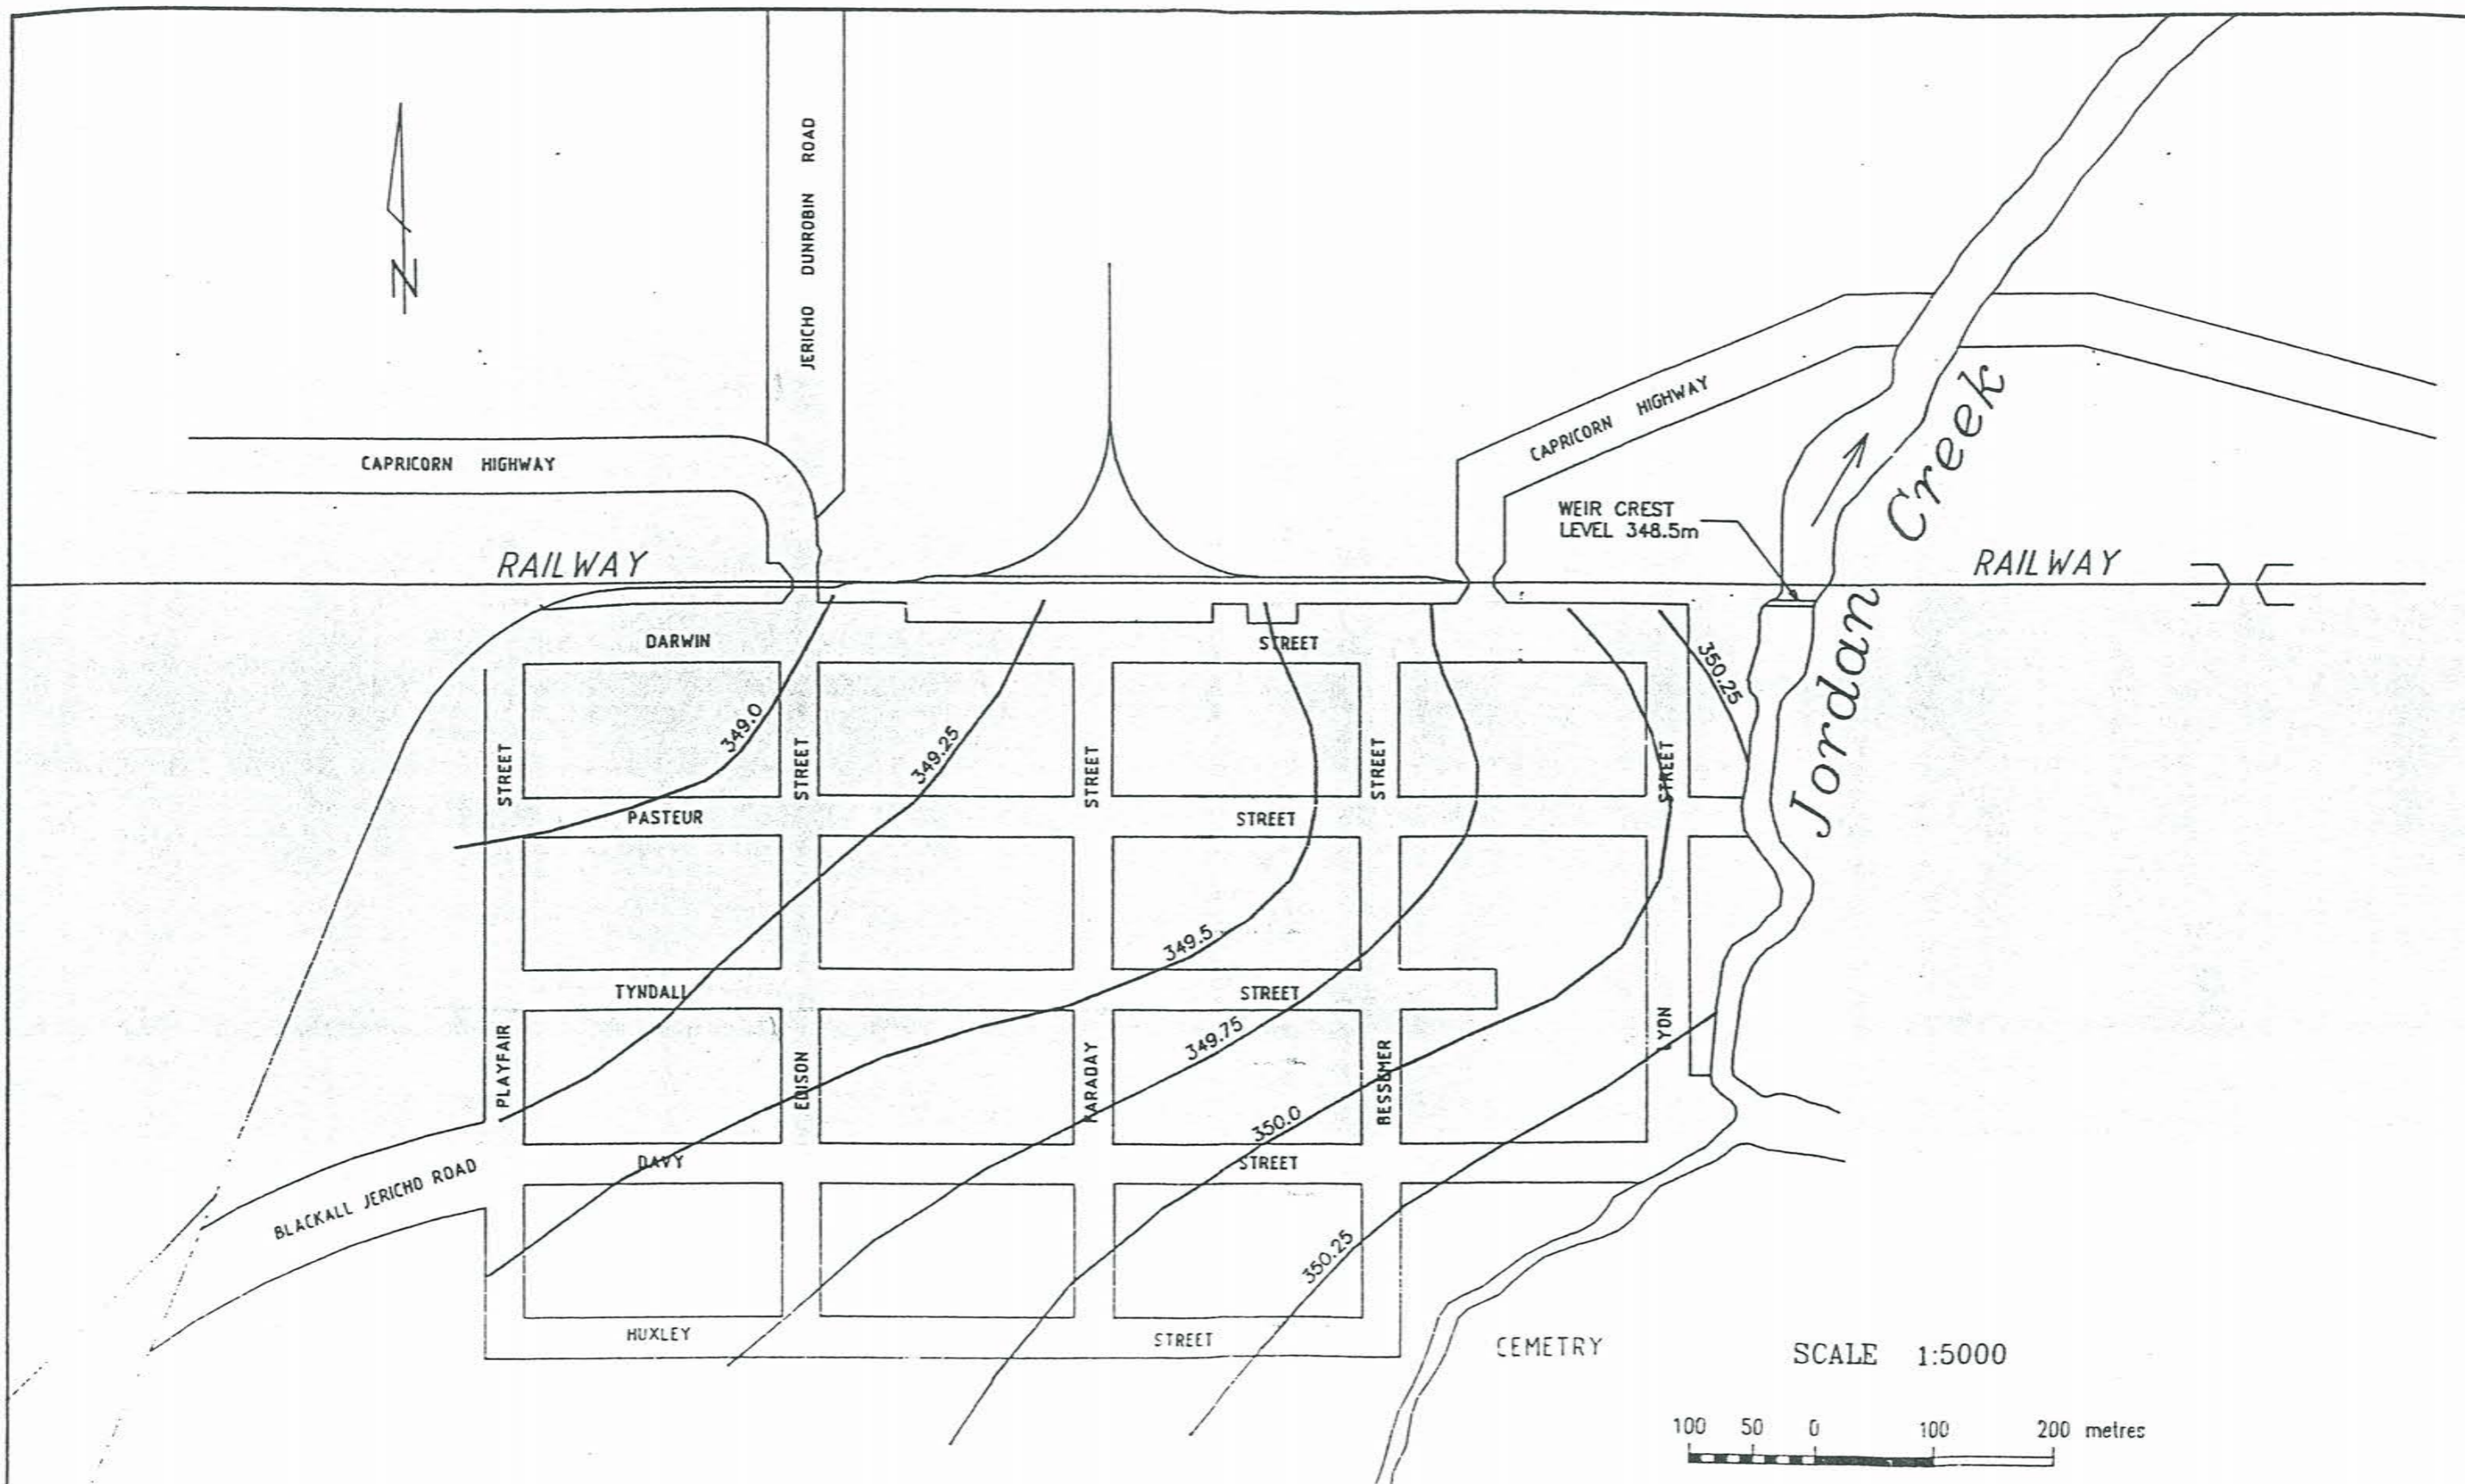 JERICHO DUNROBIN ROAD
N
CAPRICORN HIGHWAY
CAPRICORN HIGHWAY
WEIR CREST
LEVEL 348.5m
Jordan Creek
RAILWAY
RAILWAY
DARWIN STREET
350.25
349.0
349.25
STREET
STREET
STREET
STREET
STREET
PASTEUR STREET
349.5
TYNDALL STREET
349.75
PLAYFAIR
EDISON
FARADAY
BESSEMER
LYON
350.0
DAVY STREET
BLACKALL JERICHO ROAD
350.25
HUXLEY STREET
CEMETRY
SCALE 1:5000
100 50 0 100 200 metres